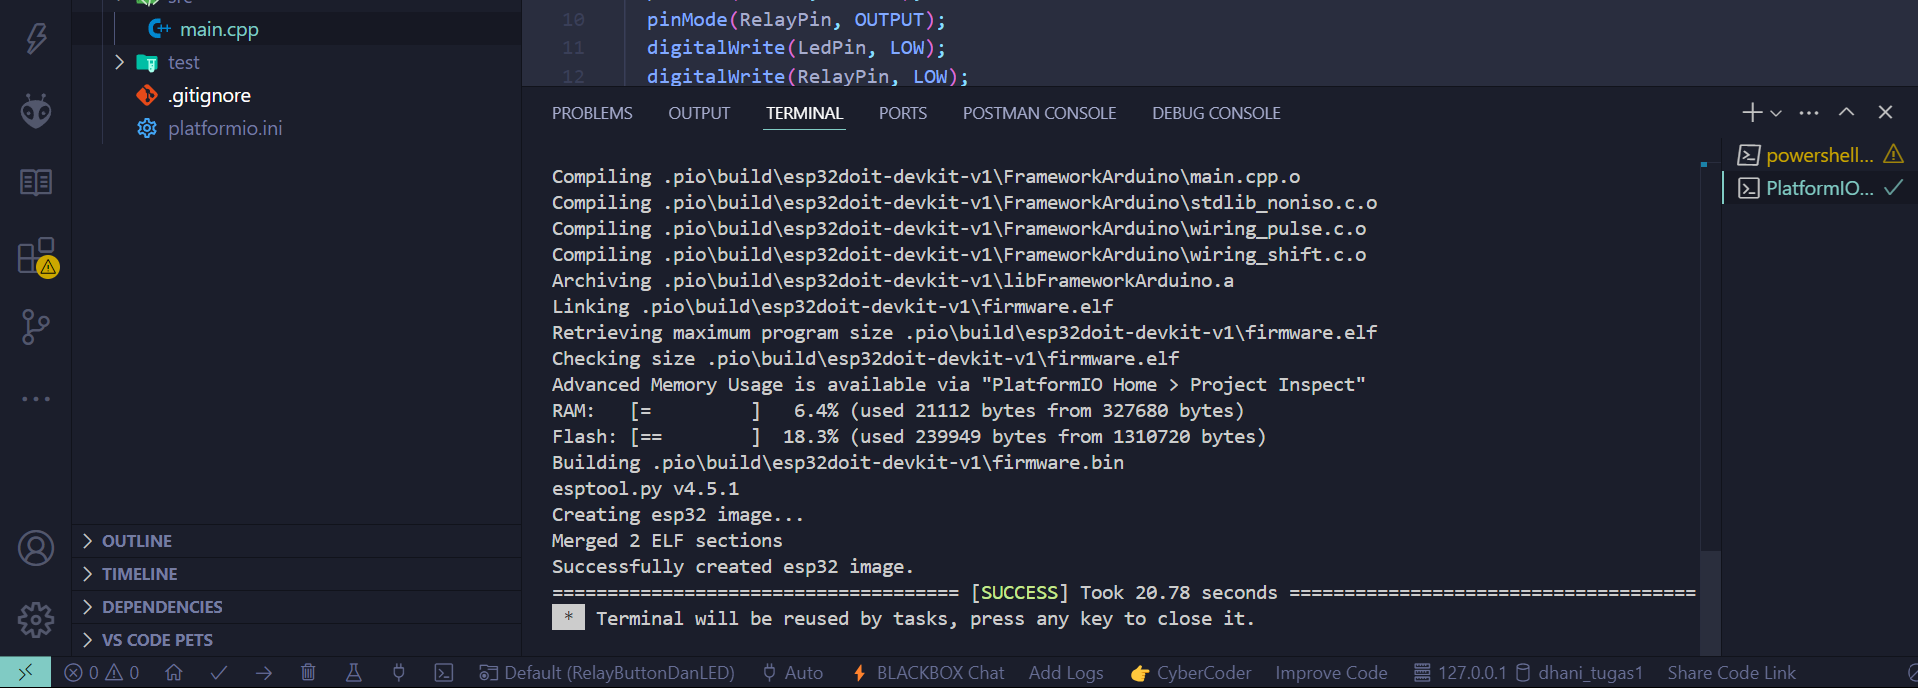 src
main.cpp
test
.gitignore
platformio.ini
OUTLINE
TIMELINE
DEPENDENCIES
VS CODE PETS
10 pinMode(RelayPin, OUTPUT);
11 digitalWrite(LedPin, LOW);
12 digitalWrite(RelayPin, LOW);
PROBLEMS OUTPUT TERMINAL PORTS POSTMAN CONSOLE DEBUG CONSOLE
Compiling .pio\build\esp32doit-devkit-v1\FrameworkArduino\main.cpp.o
Compiling .pio\build\esp32doit-devkit-v1\FrameworkArduino\stdlib_noniso.c.o
Compiling .pio\build\esp32doit-devkit-v1\FrameworkArduino\wiring_pulse.c.o
Compiling .pio\build\esp32doit-devkit-v1\FrameworkArduino\wiring_shift.c.o
Archiving .pio\build\esp32doit-devkit-v1\libFrameworkArduino.a
Linking .pio\build\esp32doit-devkit-v1\firmware.elf
Retrieving maximum program size .pio\build\esp32doit-devkit-v1\firmware.elf
Checking size .pio\build\esp32doit-devkit-v1\firmware.elf
Advanced Memory Usage is available via "PlatformIO Home > Project Inspect"
RAM:   [=         ]   6.4% (used 21112 bytes from 327680 bytes)
Flash: [==        ]  18.3% (used 239949 bytes from 1310720 bytes)
Building .pio\build\esp32doit-devkit-v1\firmware.bin
esptool.py v4.5.1
Creating esp32 image...
Merged 2 ELF sections
Successfully created esp32 image.
===================================== [SUCCESS] Took 20.78 seconds =====================================
* Terminal will be reused by tasks, press any key to close it.
powershell...
PlatformIO...
0 0 Default (RelayButtonDanLED) Auto BLACKBOX Chat Add Logs CyberCoder Improve Code 127.0.0.1 dhani_tugas1 Share Code Link